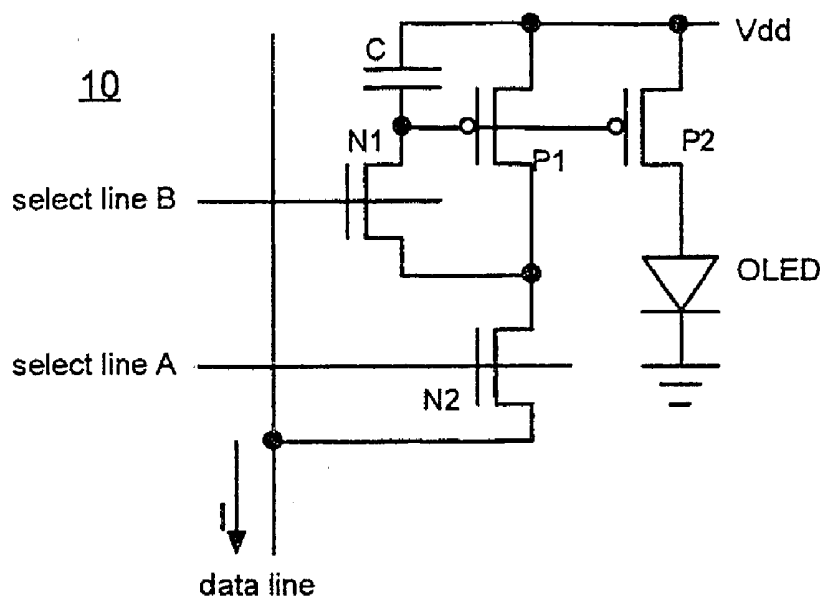 Vdd
C
10
N1
P1
P2
select line B
OLED
select line A
N2
I
data line